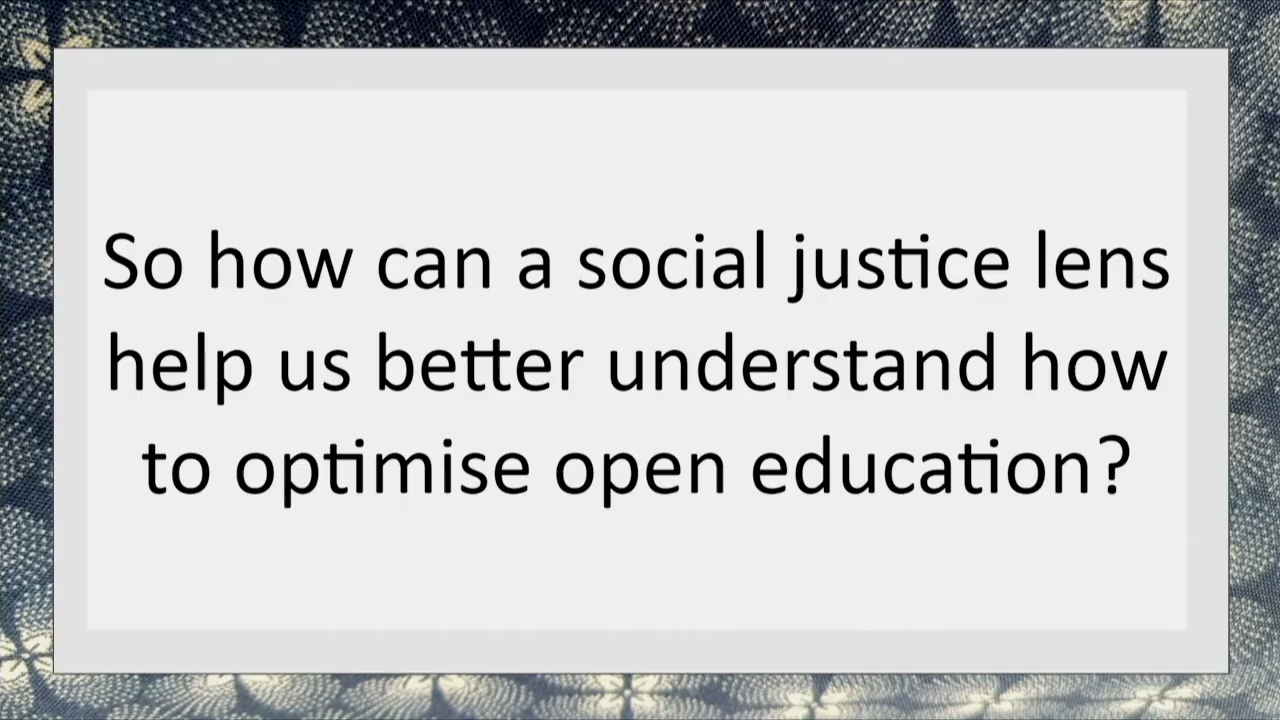 So how can a social justice lens
help us better understand how
to optimise open education?